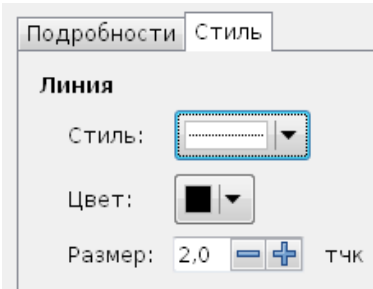 Подробности Стиль
Линия
Стиль:
Цвет:
Размер: 2,0 тчк